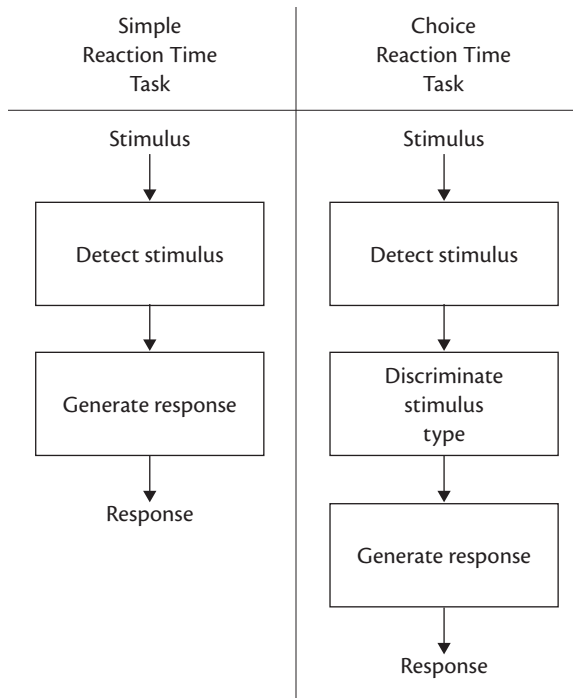 Simple
Reaction Time
Task
Stimulus
Detect stimulus
Generate response
Response
Choice
Reaction Time
Task
Stimulus
Detect stimulus
Discriminate
stimulus
type
Generate response
Response